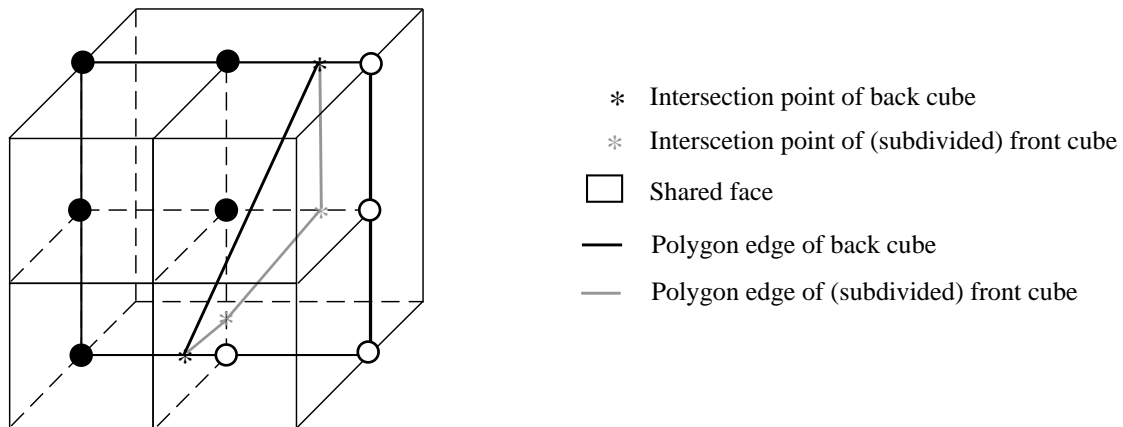 Intersection point of back cube
Interscetion point of (subdivided) front cube
Shared face
Polygon edge of back cube
Polygon edge of (subdivided) front cube